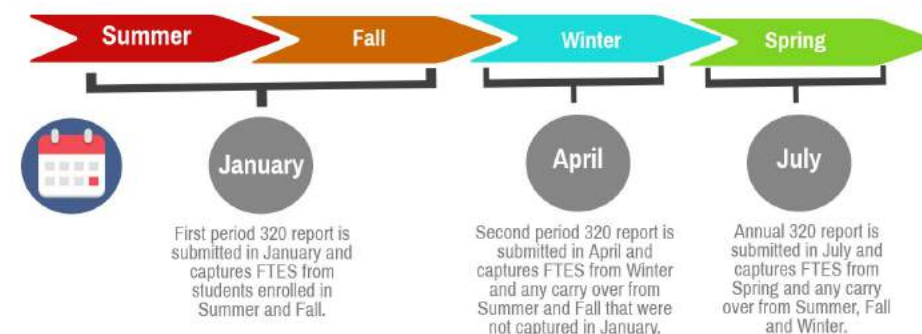 Summer
Fall
Winter
Spring
January
April
July
First period 320 report is
submitted in January and
captures FTES from
students enrolled in
Summer and Fall.
Second period 320 report is
submitted in April and
captures FTES from Winter
and any carry over from
Summer and Fall that were
not captured in January.
Annual 320 report is
submitted in July and
captures FTES from
Spring and any carry
over from Summer, Fall
and Winter.